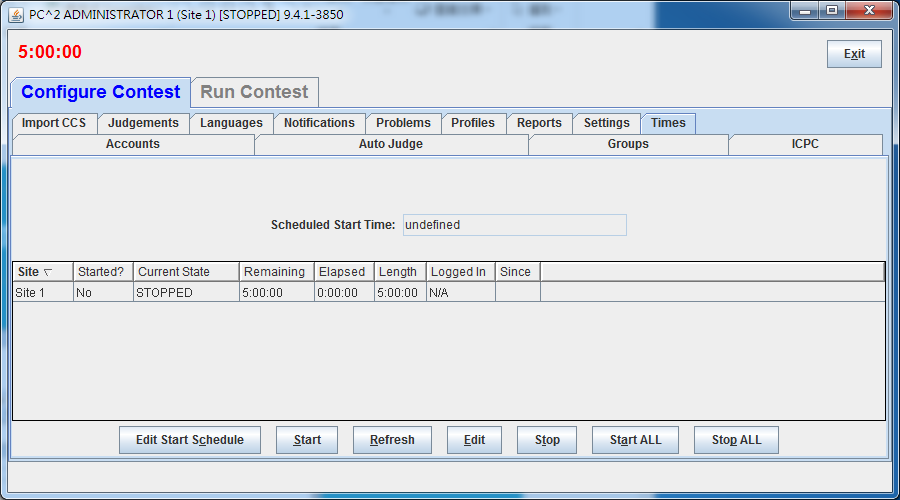 PC^2 ADMINISTRATOR 1 (Site 1) [STOPPED] 9.4.1-3850
5:00:00
Exit
Configure Contest Run Contest
Import CCS Judgements Languages Notifications Problems Profiles Reports Settings Times
Accounts Auto Judge Groups ICPC
Scheduled Start Time: undefined
Site Started? Current State Remaining Elapsed Length Logged In Since
Site 1 No STOPPED 5:00:00 0:00:00 5:00:00 N/A
Edit Start Schedule Start Refresh Edit Stop Start ALL Stop ALL